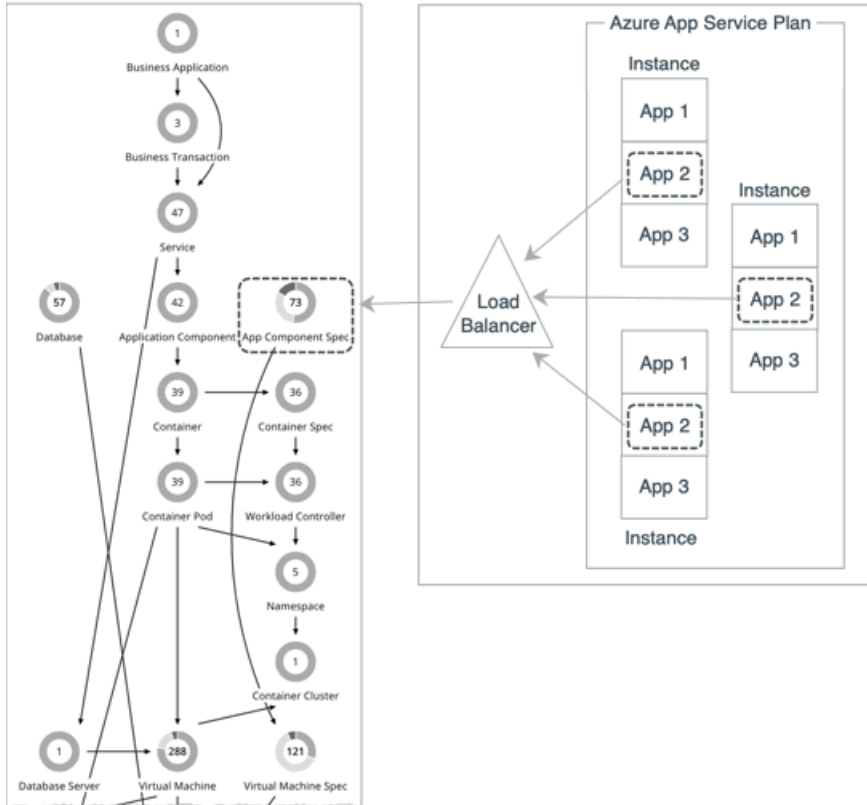 1
Business Application
3
Business Transaction
47
Service
57
Database
42
Application Component
73
App Component Spec
39
Container
36
Container Spec
39
Container Pod
36
Workload Controller
5
Namespace
1
Container Cluster
1
Database Server
288
Virtual Machine
121
Virtual Machine Spec
Load
Balancer
Azure App Service Plan
Instance
App 1
App 2
App 3
Instance
App 1
App 2
App 3
App 1
App 2
App 3
Instance